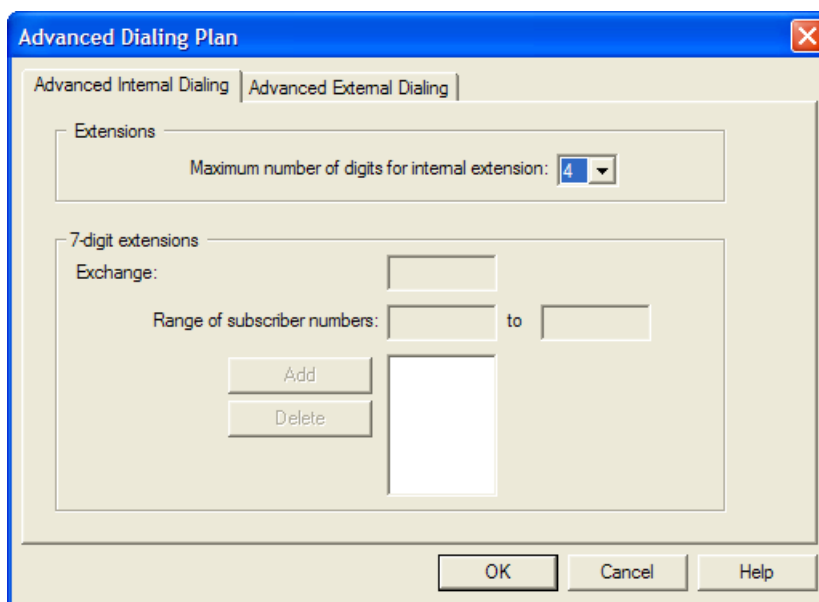 Advanced Dialing Plan
Advanced Internal Dialing Advanced External Dialing
Extensions
Maximum number of digits for internal extension: 4
7-digit extensions
Exchange:
Range of subscriber numbers: to
Add
Delete
OK Cancel Help